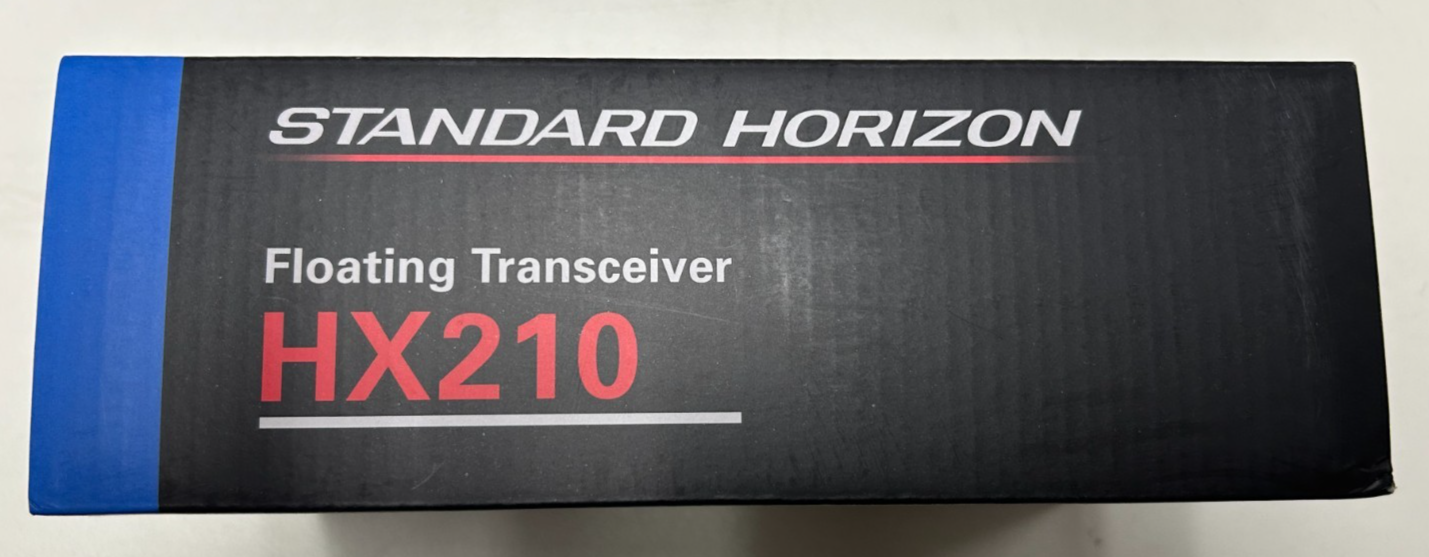 STANDARD HORIZON
Floating Transceiver
HX210